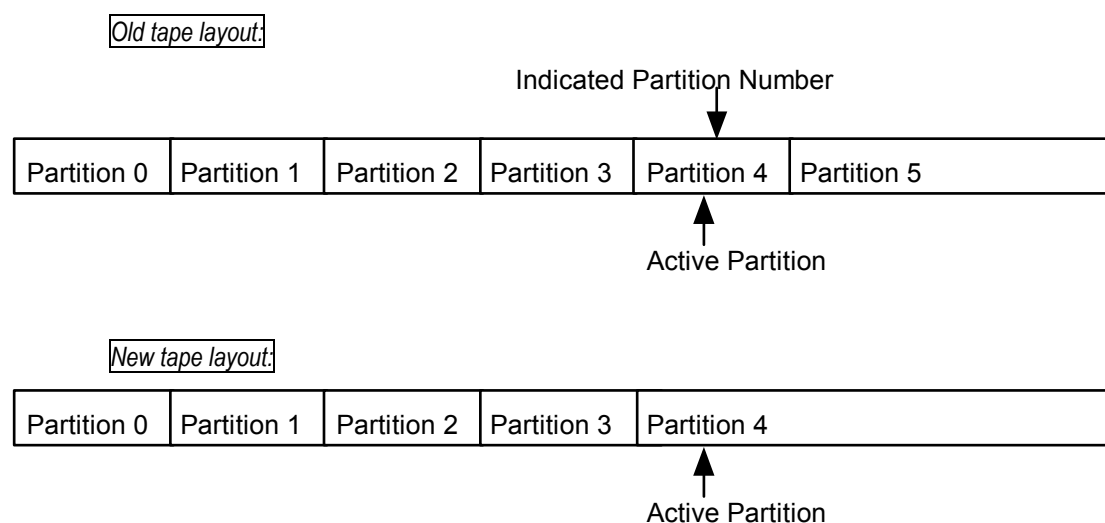 Old tape layout:
Indicated Partition Number
Partition 0 Partition 1 Partition 2 Partition 3 Partition 4 Partition 5
Active Partition
New tape layout:
Partition 0 Partition 1 Partition 2 Partition 3 Partition 4
Active Partition